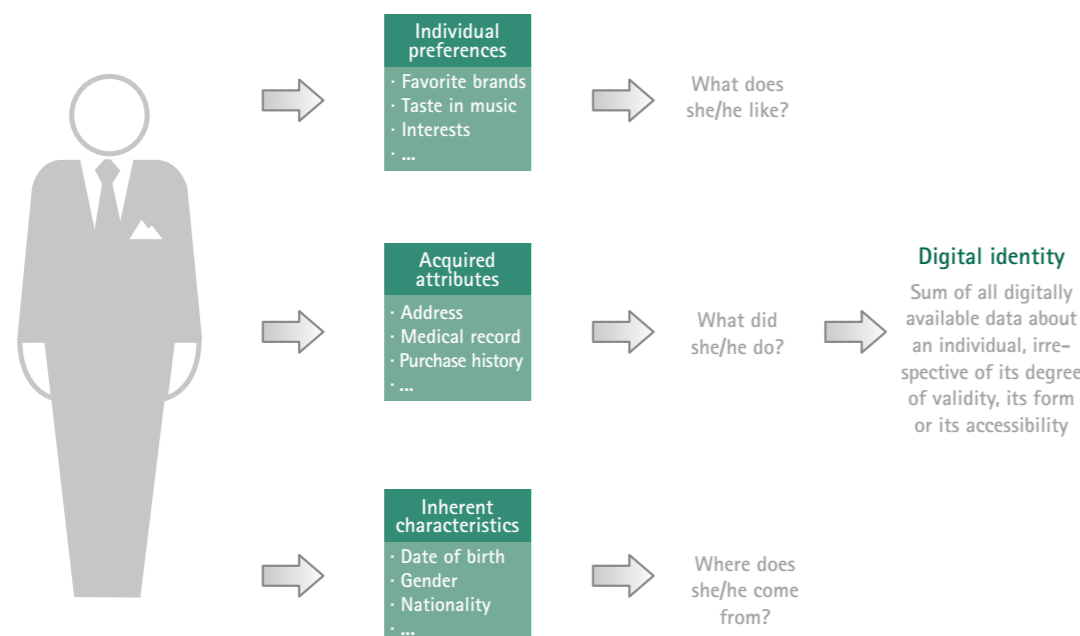 Individual
preferences
· Favorite brands
· Taste in music
· Interests
· ...
What does
she/he like?
Acquired
attributes
· Address
· Medical record
· Purchase history
· ...
What did
she/he do?
Digital identity
Sum of all digitally
available data about
an individual, irre-
spective of its degree
of validity, its form
or its accessibility
Inherent
characteristics
· Date of birth
· Gender
· Nationality
· ...
Where does
she/he come
from?